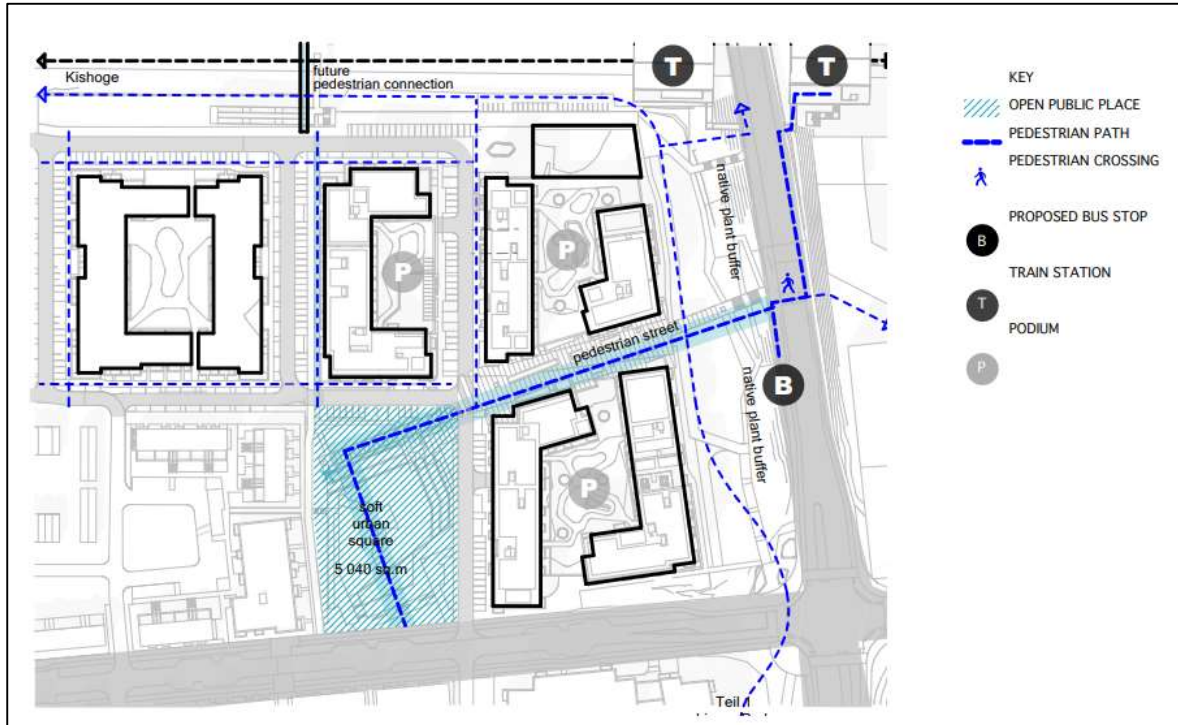 T
T
Kishoge
future
pedestrian connection
native plant buffer
pedestrian street
native plant buffer
P
P
P
B
soft
urban
square
5 040 sq.m
Teil
KEY
OPEN PUBLIC PLACE
PEDESTRIAN PATH
PEDESTRIAN CROSSING
PROPOSED BUS STOP
B
TRAIN STATION
T
PODIUM
P